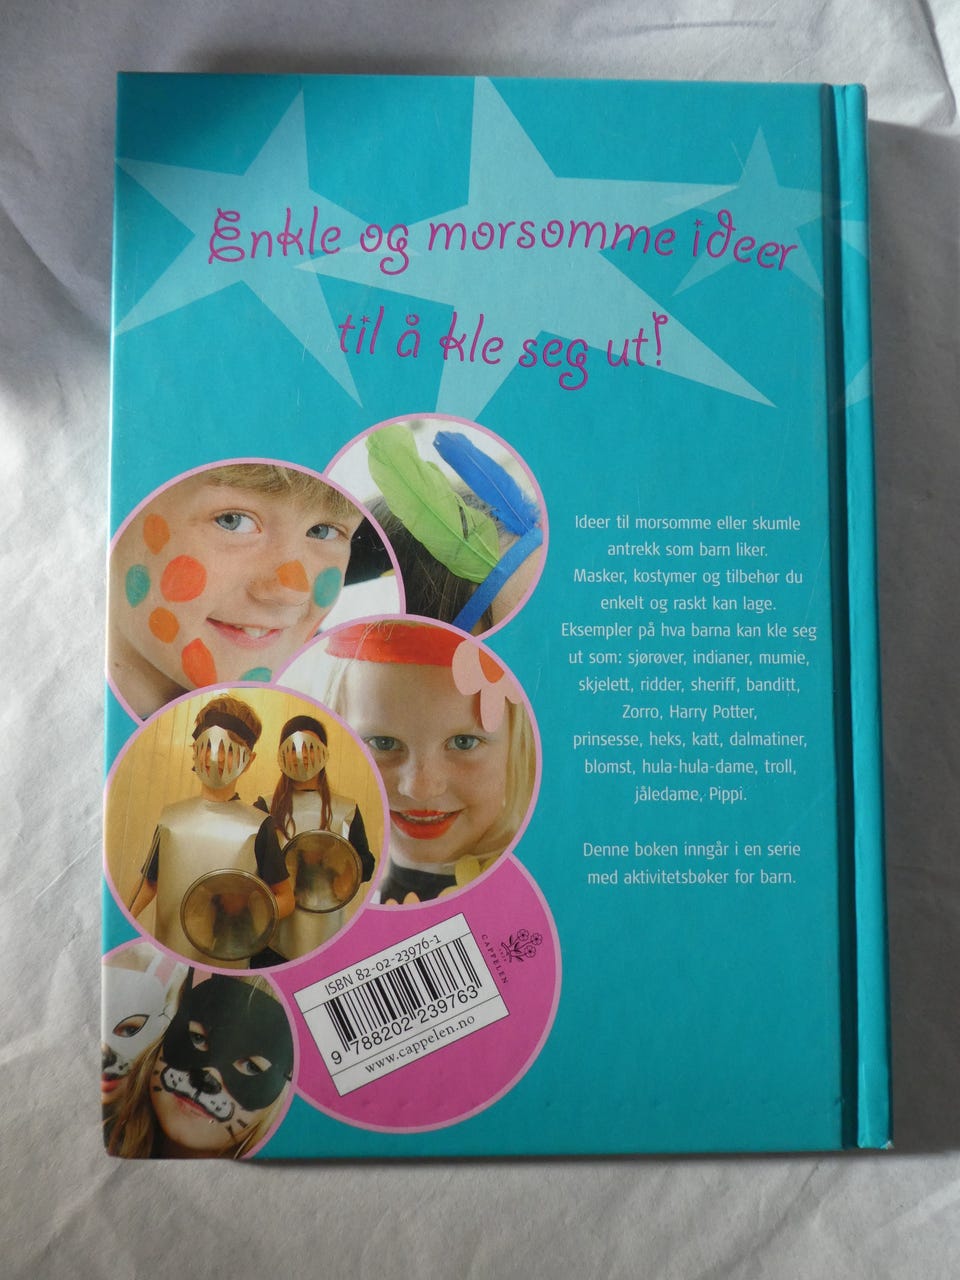 Enkle og morsomme ideer
til å kle seg ut!
Ideer til morsomme eller skumle
antrekk som barn liker.
Masker, kostymer og tilbehør du
enkelt og raskt kan lage.
Eksempler på hva barna kan kle seg
ut som: sjørøver, indianer, mumie,
skjelett, ridder, sheriff, banditt,
Zorro, Harry Potter,
prinsesse, heks, katt, dalmatiner,
blomst, hula-hula-dame, troll,
jåledame, Pippi.
Denne boken inngår i en serie
med aktivitetsbøker for barn.
ISBN 82-02-23976-1
9 788202 239763
www.cappelen.no
CAPPELEN